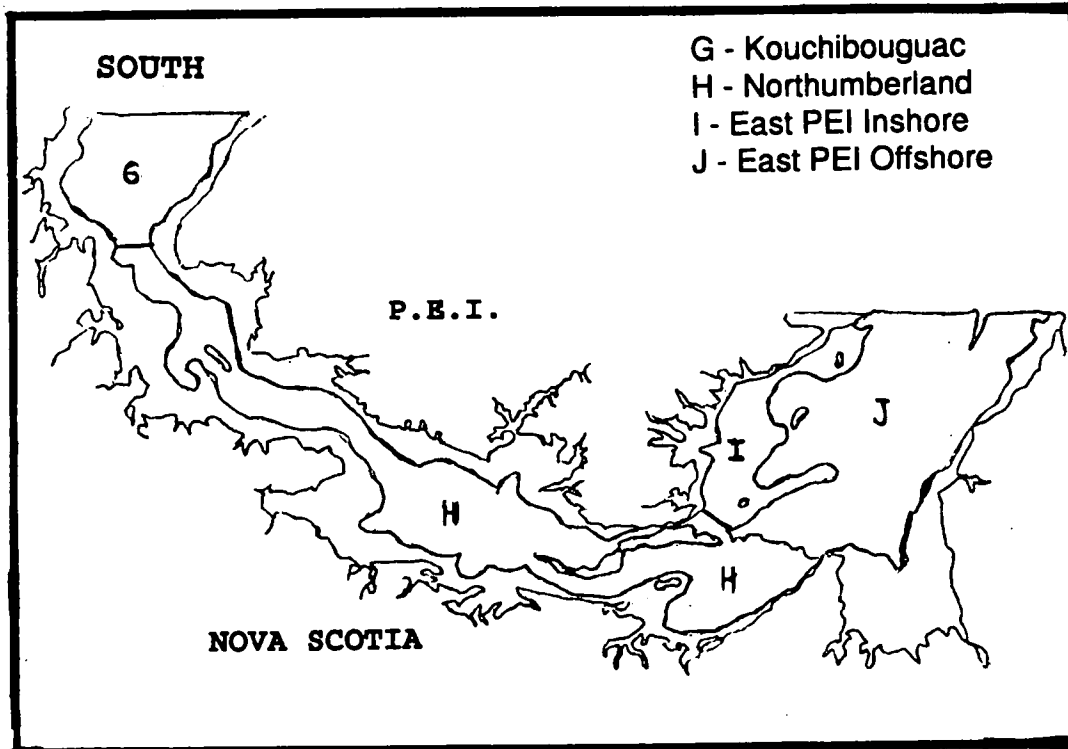 SOUTH
G - Kouchibouguac
H - Northumberland
I - East PEI Inshore
J - East PEI Offshore
6
P.E.I.
J
I
H
H
NOVA SCOTIA